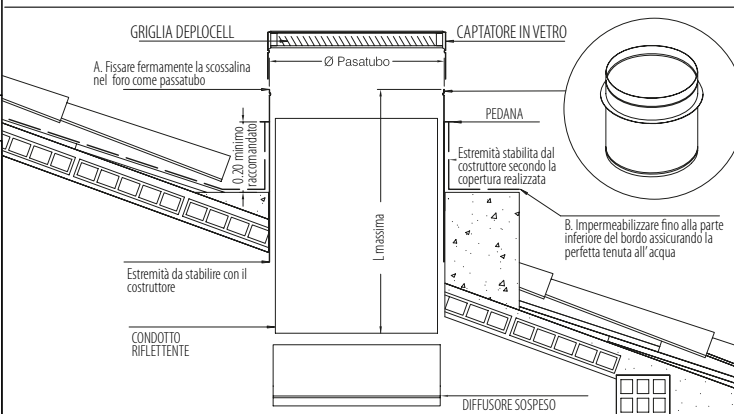 GRIGLIA DEPLOCELL
CAPTATORE IN VETRO
A. Fissare fermamente la scossalina
nel foro come passatubo
Ø Pasatubo
0.20 minimo
raccomandato
PEDANA
Estremità stabilita dal
costruttore secondo la
copertura realizzata
L massima
B. Impermeabilizzare fino alla parte
inferiore del bordo assicurando la
perfetta tenuta all'acqua
Estremità da stabilire con il
costruttore
CONDOTTO
RIFLETTENTE
DIFFUSORE SOSPESO